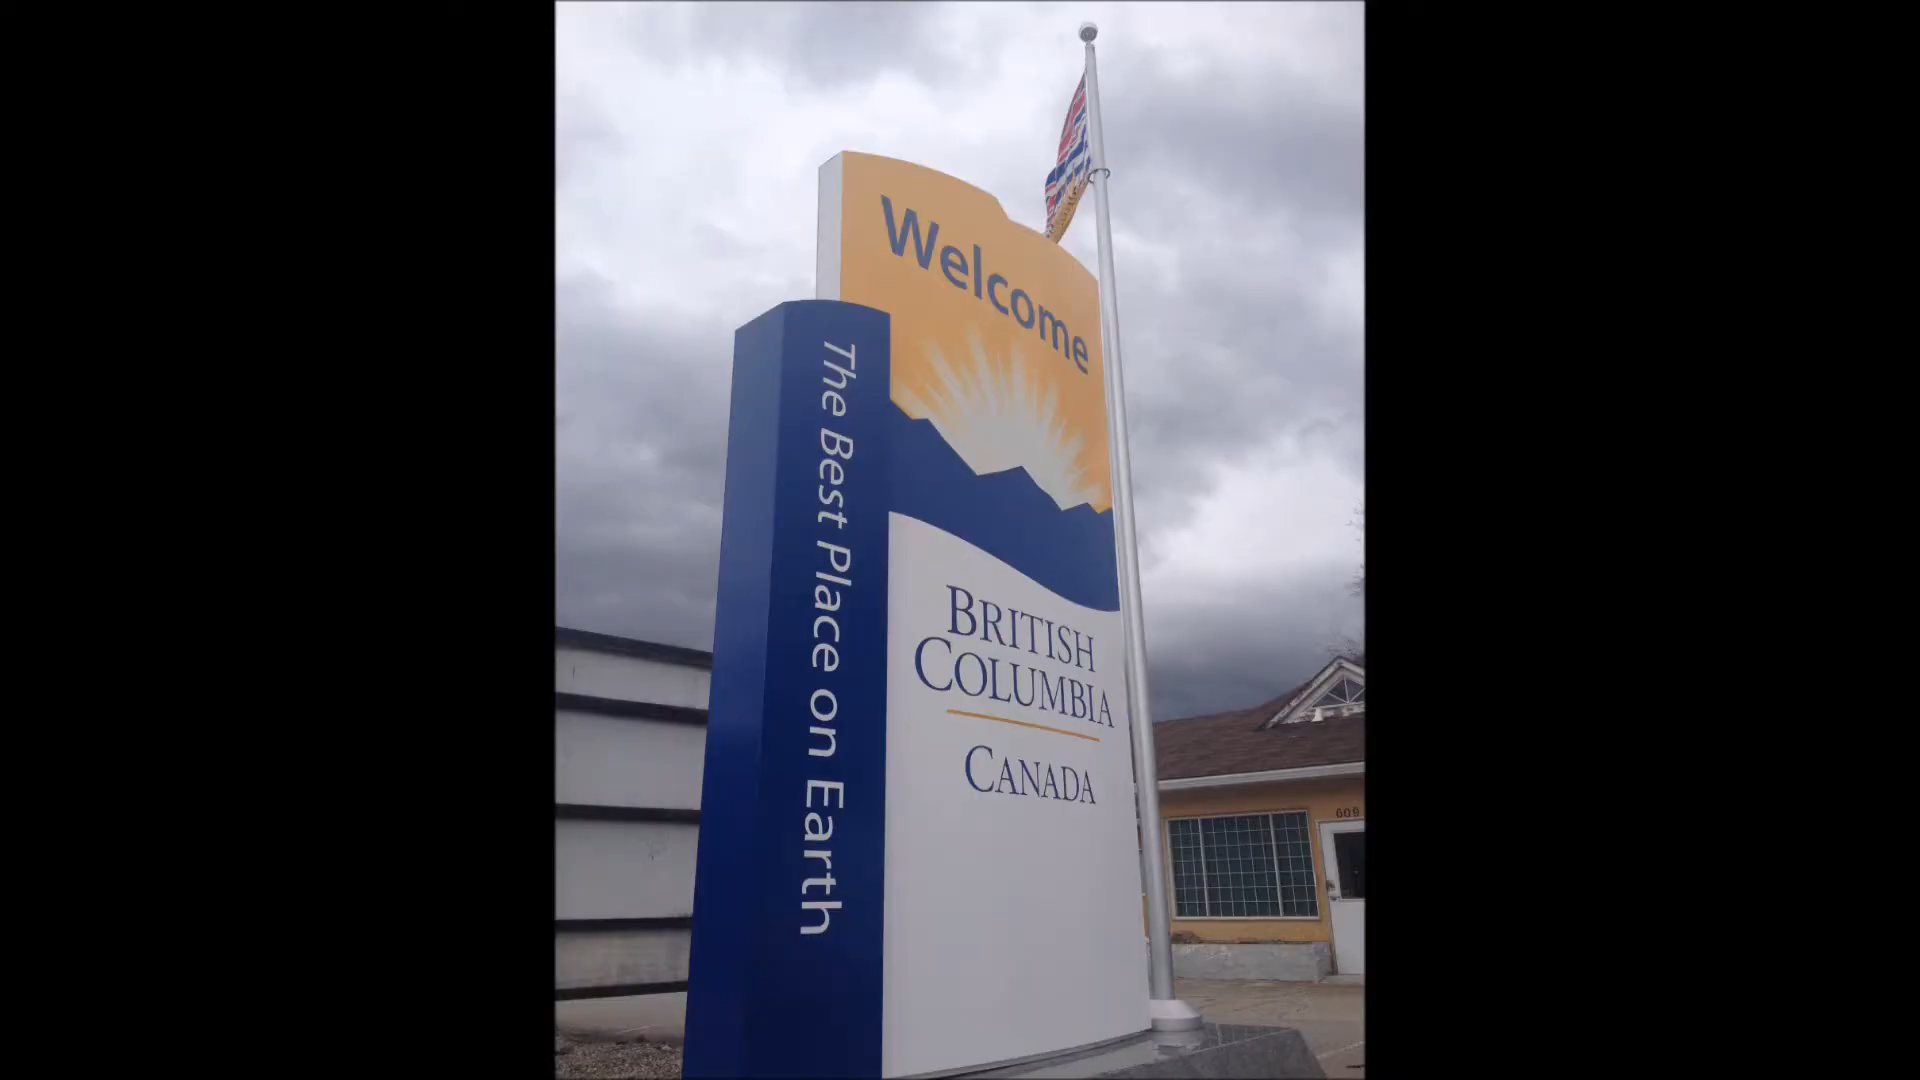 Welcome
The Best Place on Earth
BRITISH
COLUMBIA
CANADA
609